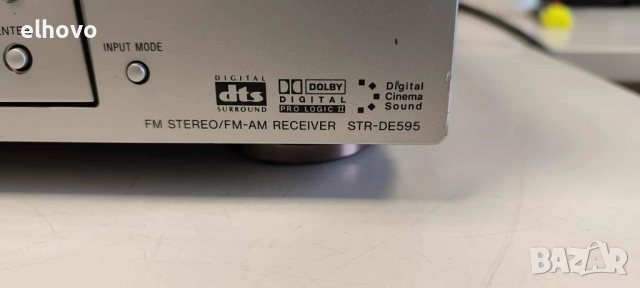 elhovo
ENTE
INPUT MODE
DIGITAL
dts
SURROUND
DOLBY
DIGITAL
PRO LOGIC II
Digital
Cinema
Sound
FM STEREO/FM-AM RECEIVER STR-DE595
BAZAR